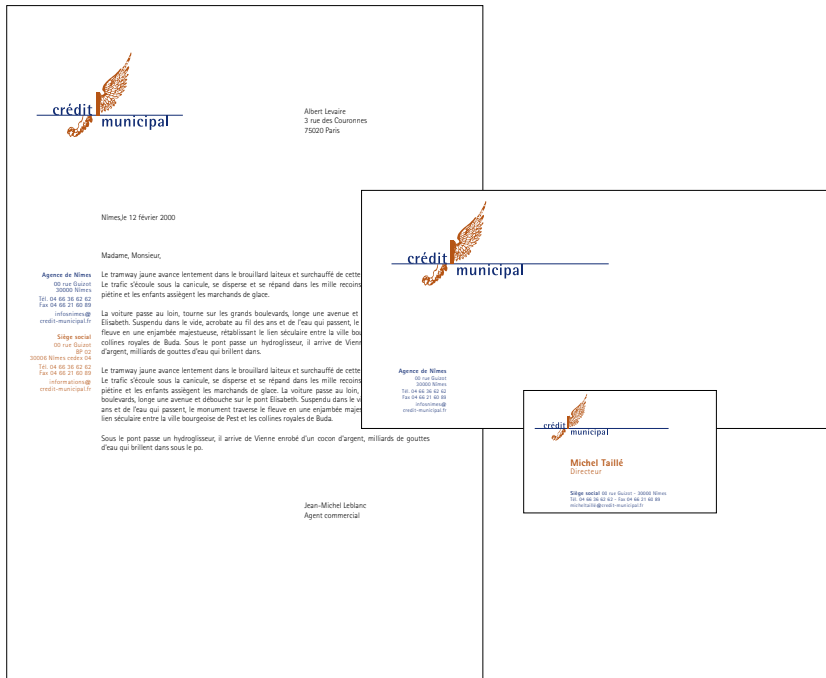 crédit
municipal
Albert Levaire
3 rue des Couronnes
75020 Paris
Nîmes,le 12 février 2000
Madame, Monsieur,
Agence de Nîmes
00 rue Guizot
30000 Nîmes
Tél. 04 66 36 62 62
Fax 04 66 21 60 89
infosnimes@
credit-municipal.fr
Siège social
00 rue Guizot
BP 02
30006 Nîmes cedex 04
Tél. 04 66 36 62 62
Fax 04 66 21 60 89
informations@
credit-municipal.fr
Le tramway jaune avance lentement dans le brouillard laiteux et surchauffé de cette
Le trafic s'écoule sous la canicule, se disperse et se répand dans les mille recoins
piétine et les enfants assiègent les marchands de glace.
La voiture passe au loin, tourne sur les grands boulevards, longe une avenue et
Elisabeth. Suspendu dans le vide, acrobate au fil des ans et de l'eau qui passent, le
fleuve en une enjambée majestueuse, rétablissant le lien séculaire entre la ville
collines royales de Buda. Sous le pont passe un hydroglisseur, il arrive de
d'argent, milliards de gouttes d'eau qui brillent dans.
Le tramway jaune avance lentement dans le brouillard laiteux et surchauffé de cette
Le trafic s'écoule sous la canicule, se disperse et se répand dans les mille recoins
piétine et les enfants assiègent les marchands de glace. La voiture passe au loin,
boulevards, longe une avenue et débouche sur le pont Elisabeth. Suspendu dans le
ans et de l'eau qui passent, le monument traverse le fleuve en une enjambée
lien séculaire entre la ville bourgeoise de Pest et les collines royales de Buda.
Sous le pont passe un hydroglisseur, il arrive de Vienne enrobé d'un cocon d'argent, milliards de gouttes
d'eau qui brillent dans sous le po.
Jean-Michel Leblanc
Agent commercial
crédit
municipal
Agence de Nîmes
00 rue Guizot
30000 Nîmes
Tél. 04 66 36 62 62
Fax 04 66 21 60 89
infosnimes@
credit-municipal.fr
crédit
municipal
Michel Taillé
Directeur
Siège social 00 rue Guizot - 30000 Nîmes
Tél. 04 66 36 62 62 - Fax 04 66 21 60 89
micheltaille@credit-municipal.fr